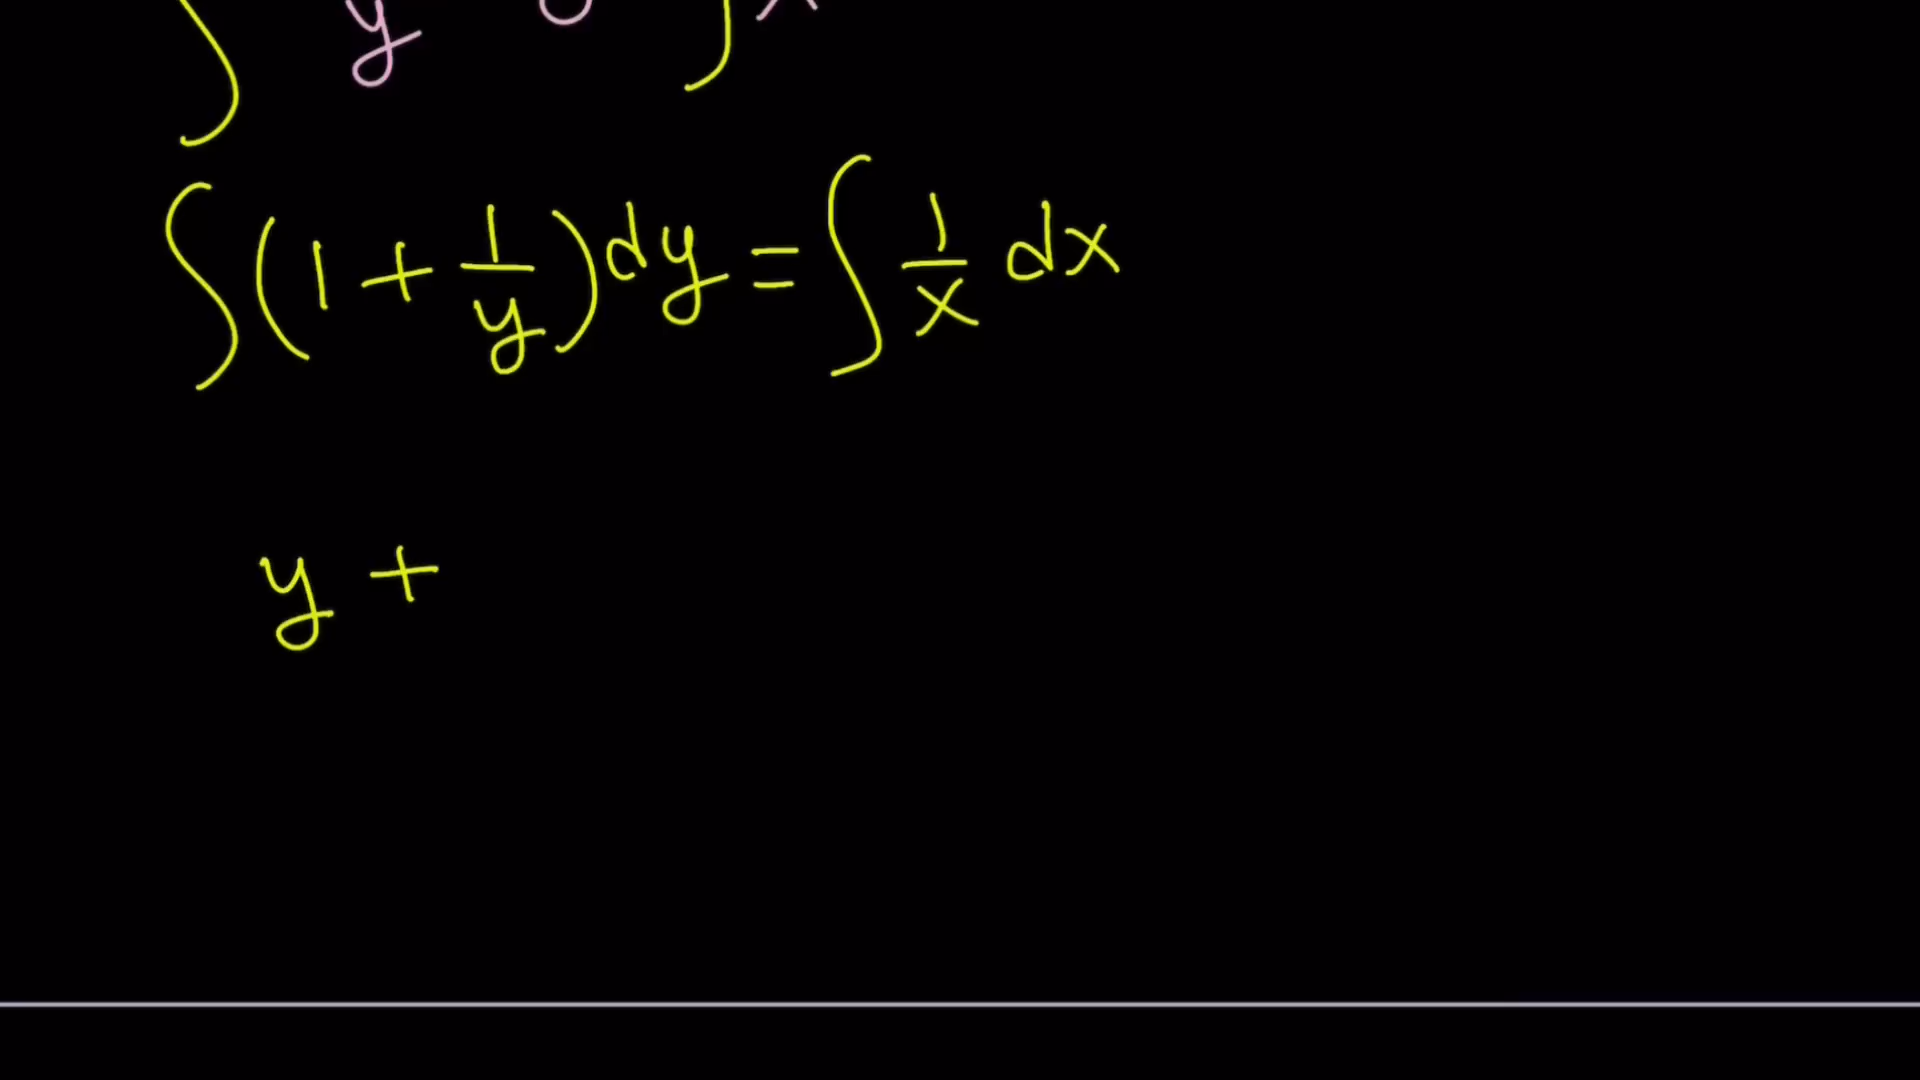 ∫ y ∫ x
∫(1 + 1/y)dy = ∫ 1/x dx
y +